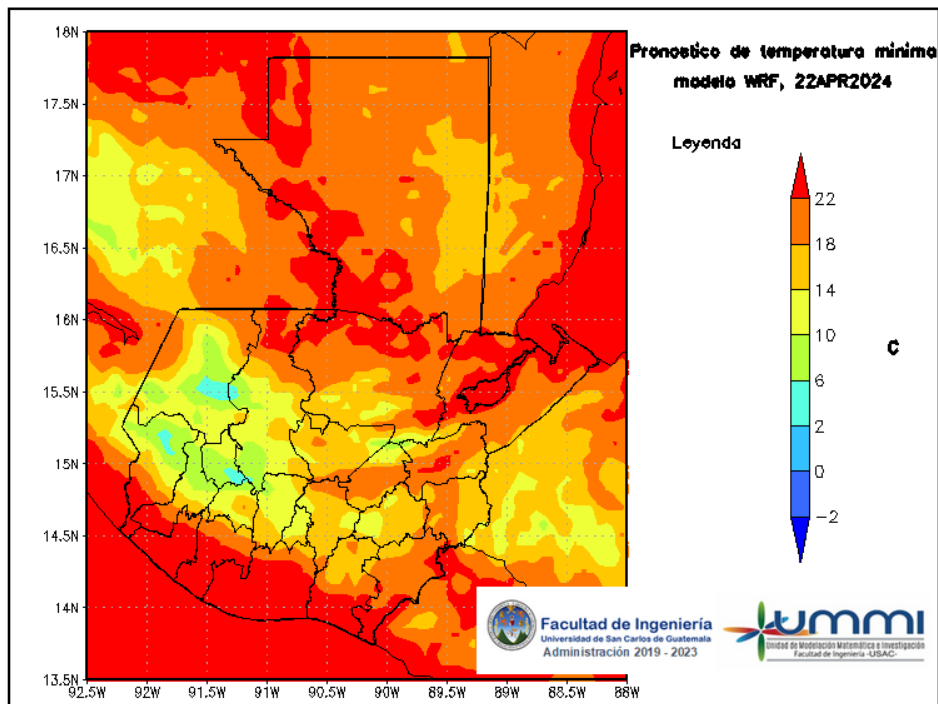 Pronostico de temperatura minima
modelo WRF, 22APR2024
Leyenda
22
18
14
10
6
2
0
−2
C
18N
17.5N
17N
16.5N
16N
15.5N
15N
14.5N
14N
13.5N
92.5W 92W 91.5W 91W 90.5W 90W 89.5W 89W 88.5W 88W
Facultad de Ingeniería
Universidad de San Carlos de Guatemala
Administración 2019 - 2023
ummi
Unidad de Modelación Matemática e Investigación
Facultad de Ingeniería -USAC-